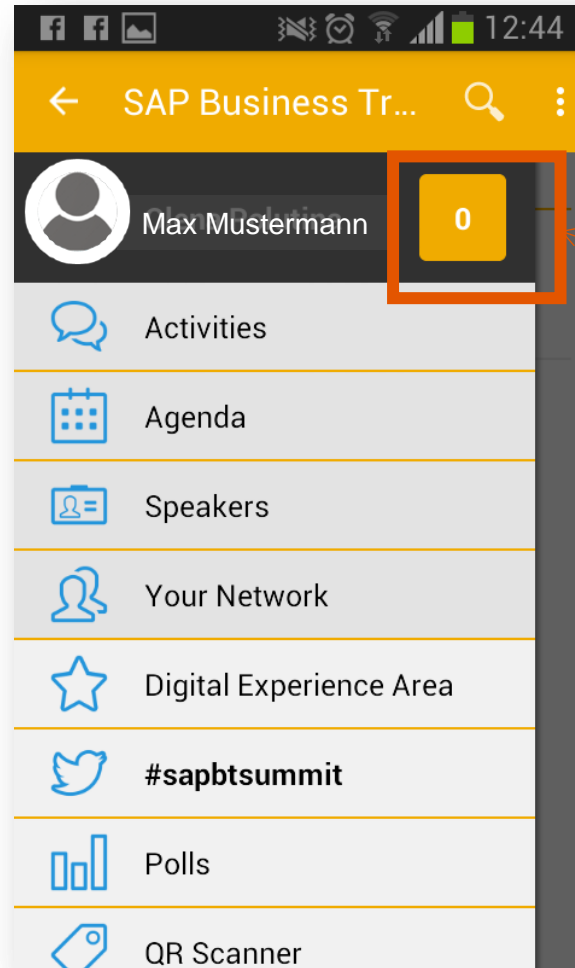 12:44
SAP Business Tr...
Max Mustermann
0
Activities
Agenda
Speakers
Your Network
Digital Experience Area
#sapbtsummit
Polls
QR Scanner